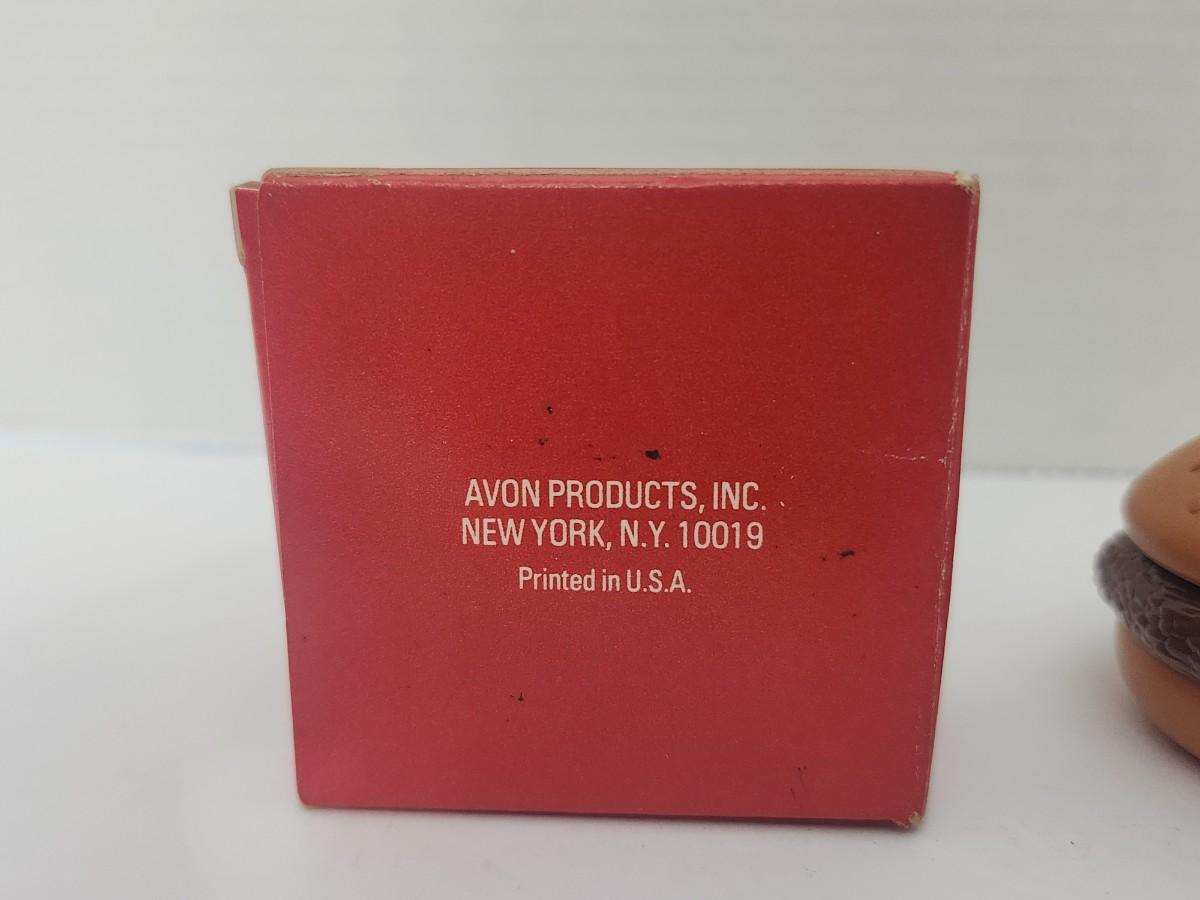 AVON PRODUCTS, INC.
NEW YORK, N.Y. 10019
Printed in U.S.A.